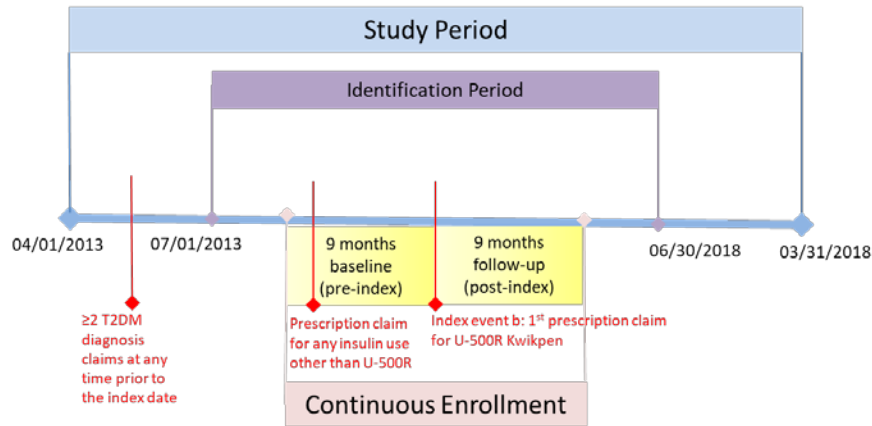 Study Period
Identification Period
04/01/2013
07/01/2013
06/30/2018
03/31/2018
9 months
baseline
(pre-index)
9 months
follow-up
(post-index)
≥2 T2DM
diagnosis
claims at any
time prior to
the index date
Prescription claim
for any insulin use
other than U-500R
Index event b: 1st prescription claim
for U-500R Kwikpen
Continuous Enrollment